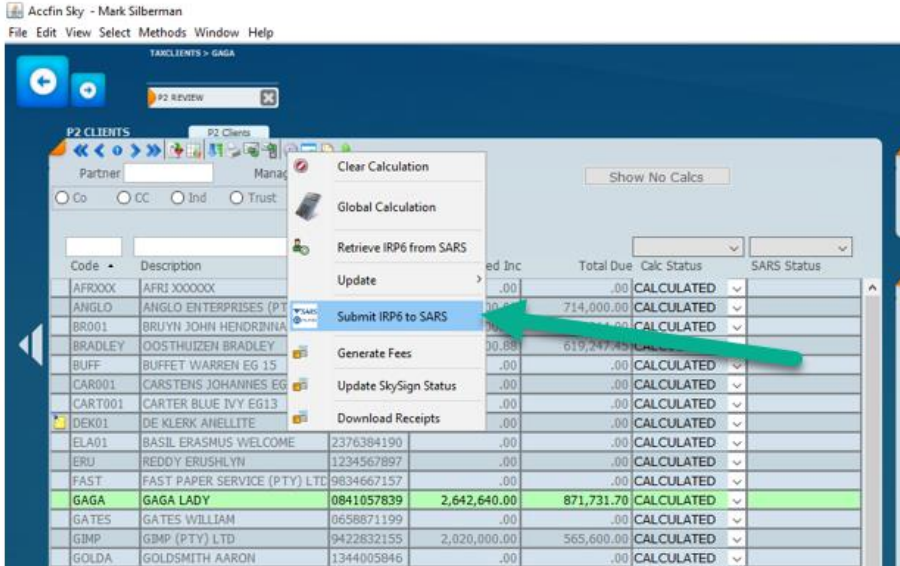 Accfin Sky - Mark Silberman
File Edit View Select Methods Window Help
TAXCLIENTS > GAGA
P2 REVIEW
P2 CLIENTS P2 Clients
Partner
Show No Calcs
Co CC Ind Trust
Clear Calculation
Global Calculation
Retrieve IRP6 from SARS
Update
Submit IRP6 to SARS
Generate Fees
Update SkySign Status
Download Receipts
Code Description ed Inc Total Due Calc Status SARS Status
AFRXXX AFRI XXXXXX .00 .00 CALCULATED
ANGLO ANGLO ENTERPRISES (PT 714,000.00 CALCULATED
BR001 BRUYN JOHN HENDRINNA CALCULATED
BRADLEY OOSTHUIZEN BRADLEY 619,247.45 CALCULATED
BUFF BUFFET WARREN EG 15 .00 .00 CALCULATED
CAR001 CARSTENS JOHANNES EG .00 .00 CALCULATED
CART001 CARTER BLUE IVY EG13 .00 .00 CALCULATED
DEK01 DE KLERK ANELLITE .00 .00 CALCULATED
ELA01 BASIL ERASMUS WELCOME 2376384190 .00 .00 CALCULATED
ERU REDDY ERUSHLYN 1234567897 .00 .00 CALCULATED
FAST FAST PAPER SERVICE (PTY) LTD 9834667157 .00 .00 CALCULATED
GAGA GAGA LADY 0841057839 2,642,640.00 871,731.70 CALCULATED
GATES GATES WILLIAM 0658871199 .00 .00 CALCULATED
GIMP GIMP (PTY) LTD 9422832155 2,020,000.00 565,600.00 CALCULATED
GOLDA GOLDSMITH AARON 1344005846 .00 .00 CALCULATED